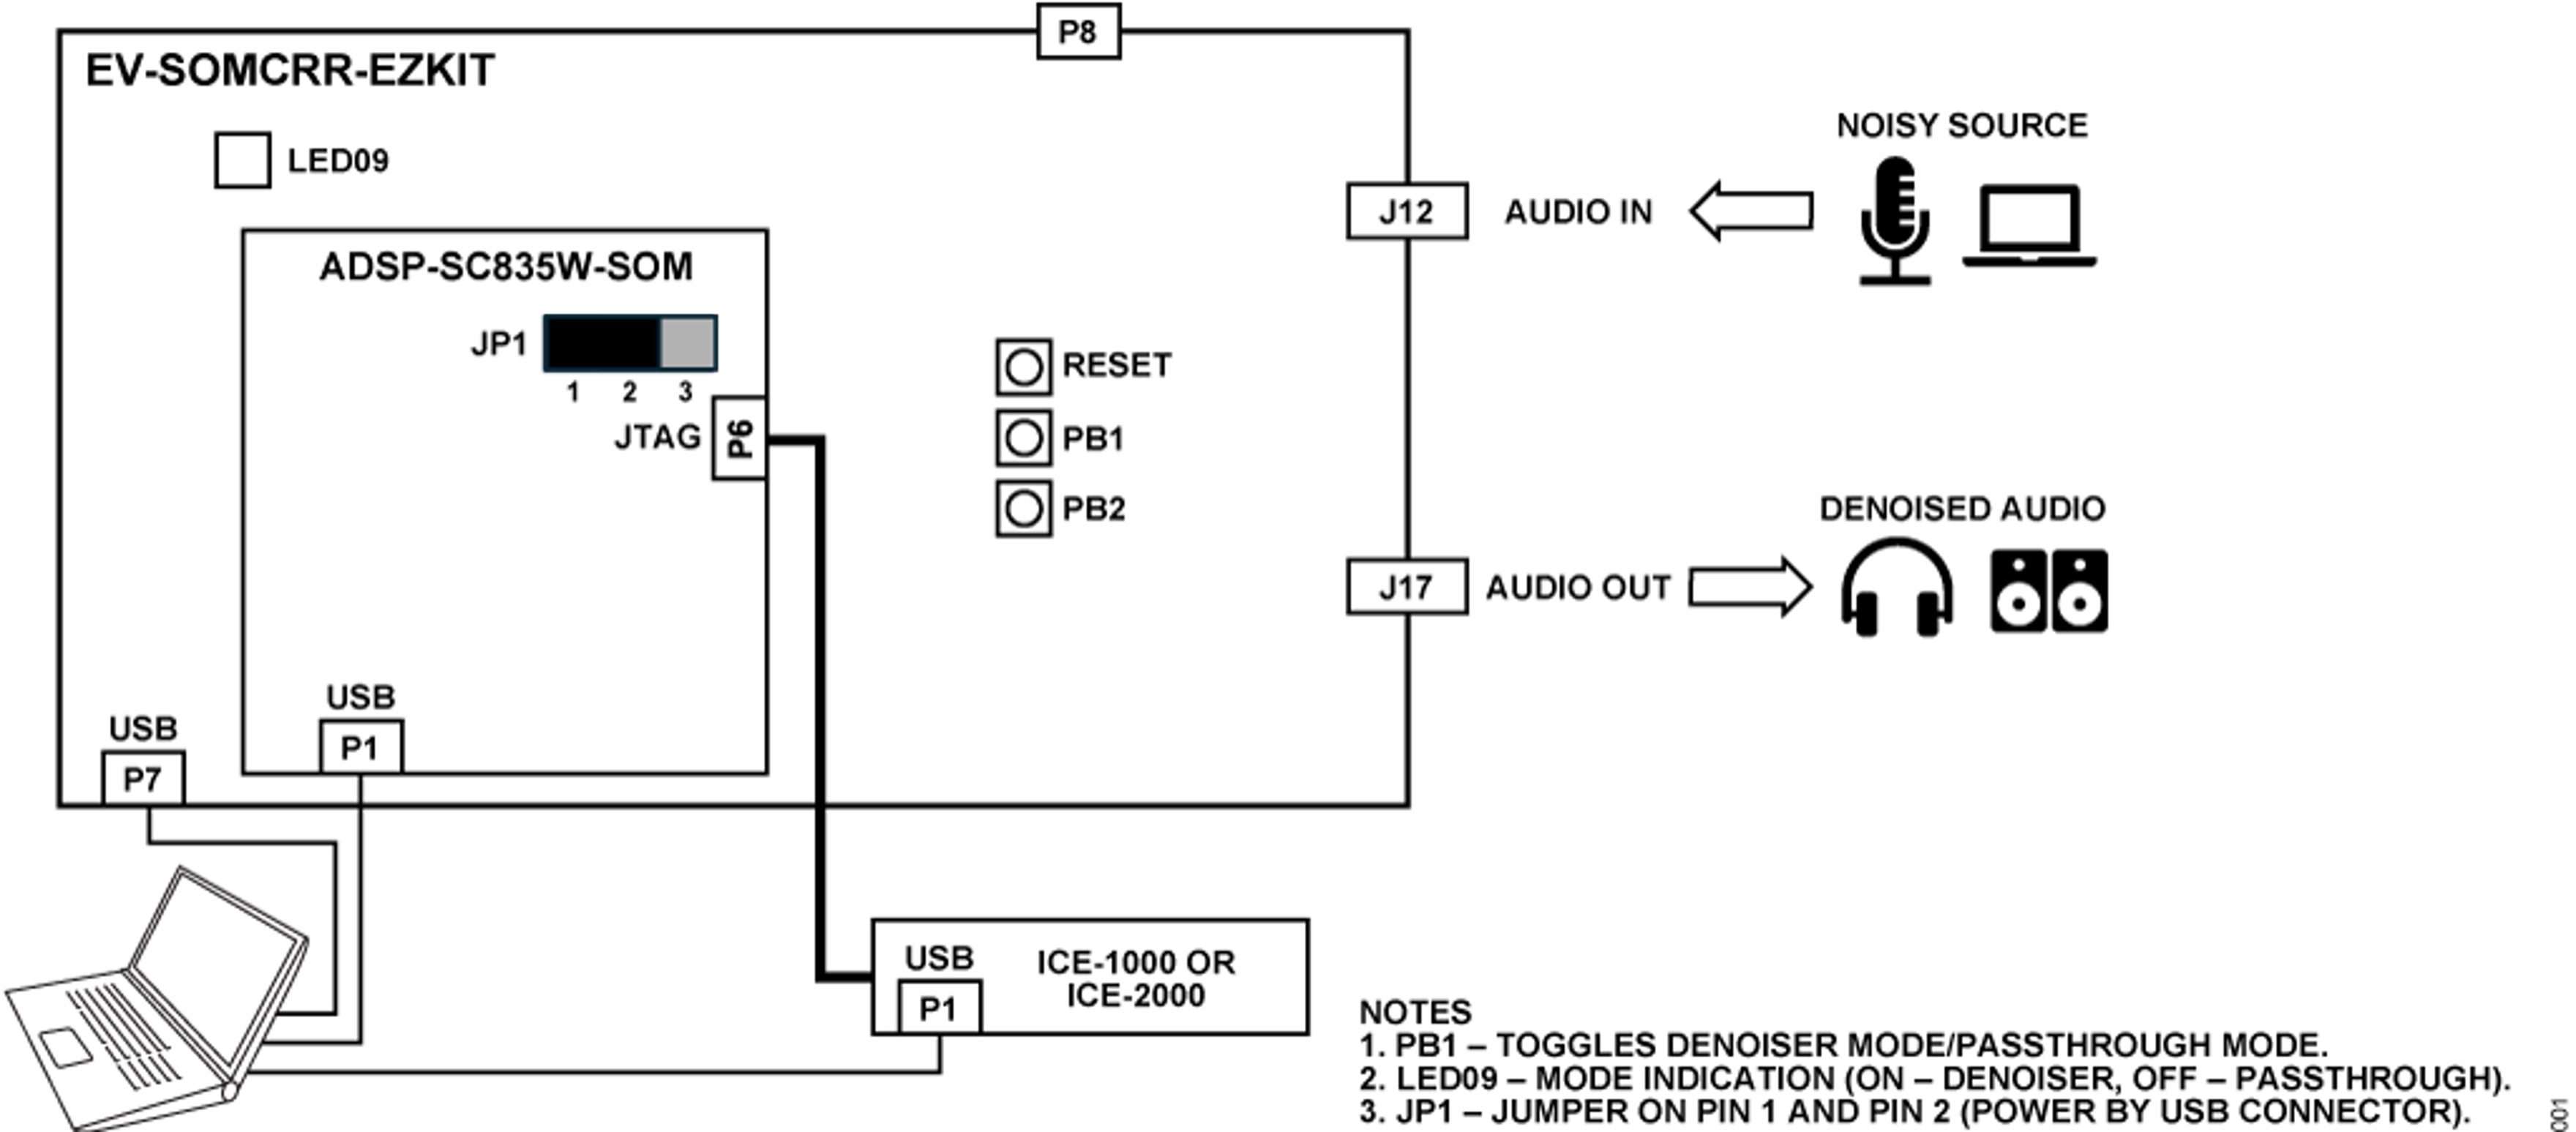 P8
EV-SOMCRR-EZKIT
LED09
NOISY SOURCE
J12
AUDIO IN
ADSP-SC835W-SOM
JP1
1 2 3
JTAG
P6
RESET
PB1
PB2
DENOISED AUDIO
J17
AUDIO OUT
USB
P1
USB
P7
USB
P1
ICE-1000 OR
ICE-2000
NOTES
1. PB1 – TOGGLES DENOISER MODE/PASSTHROUGH MODE.
2. LED09 – MODE INDICATION (ON – DENOISER, OFF – PASSTHROUGH).
3. JP1 – JUMPER ON PIN 1 AND PIN 2 (POWER BY USB CONNECTOR).
001